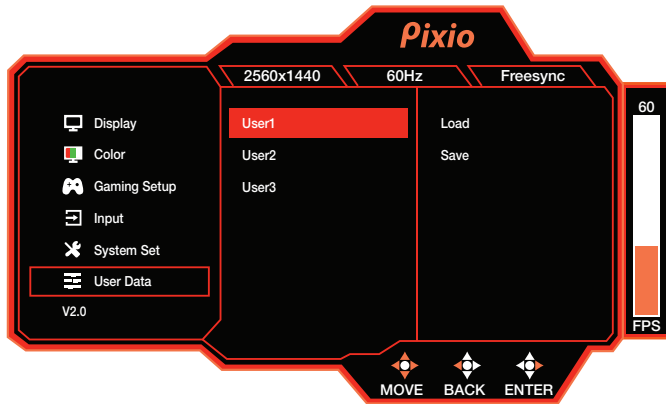 Pixio
2560x1440 60Hz Freesync
60
Display
Color
Gaming Setup
Input
System Set
User Data
V2.0
User1
User2
User3
Load
Save
FPS
MOVE BACK ENTER